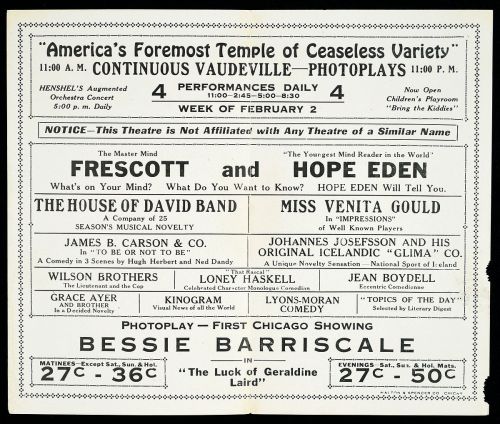 "America's Foremost Temple of Ceaseless Variety"
11:00 A. M. CONTINUOUS VAUDEVILLE—PHOTOPLAYS 11:00 P. M.
HENSHEL'S Augmented
Orchestra Concert
5:00 p. m. Daily
4 PERFORMANCES DAILY 4
11:00—2:45—5:00—8:30
WEEK OF FEBRUARY 2
Now Open
Children's Playroom
"Bring the Kiddies"
NOTICE—This Theatre is Not Affiliated with Any Theatre of a Similar Name
The Master Mind
"The Youngest Mind Reader in the World"
FRESCOTT and HOPE EDEN
What's on Your Mind? What Do You Want to Know? HOPE EDEN Will Tell You.
THE HOUSE OF DAVID BAND
A Company of 25
SEASON'S MUSICAL NOVELTY
MISS VENITA GOULD
In "IMPRESSIONS"
of Well Known Players
JAMES B. CARSON & CO.
In "TO BE OR NOT TO BE"
A Comedy in 3 Scenes by Hugh Herbert and Ned Dandy
JOHANNES JOSEFSSON AND HIS
ORIGINAL ICELANDIC "GLIMA" CO.
A Unique Novelty Sensation—National Sport of Iceland
WILSON BROTHERS
The Lieutenant and the Cop
"That Rascal"
LONEY HASKELL
Celebrated Character Monologue Comedian
JEAN BOYDELL
Eccentric Comedienne
GRACE AYER
AND BROTHER
In a Decided Novelty
KINOGRAM
Visual News of all the World
LYONS-MORAN
COMEDY
"TOPICS OF THE DAY"
Selected by Literary Digest
PHOTOPLAY—FIRST CHICAGO SHOWING
BESSIE BARRISCALE
IN
"The Luck of Geraldine
Laird"
MATINEES—Except Sat., Sun. & Hol.
27c - 36c
EVENINGS—Sat., Sun. & Hol. Mats.
27c - 50c